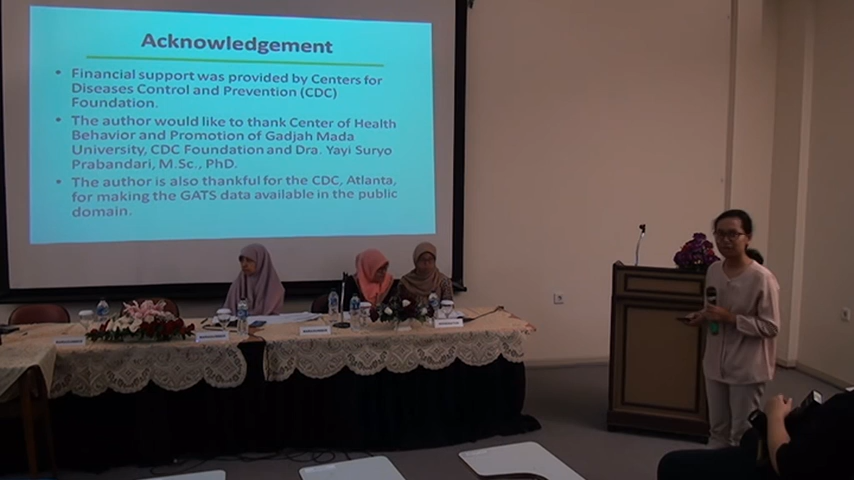 Acknowledgement
• Financial support was provided by Centers for
Diseases Control and Prevention (CDC)
Foundation.
• The author would like to thank Center of Health
Behavior and Promotion of Gadjah Mada
University, CDC Foundation and Dra. Yayi Suryo
Prabandari, M.Sc., PhD.
• The author is also thankful for the CDC, Atlanta,
for making the GATS data available in the public
domain.